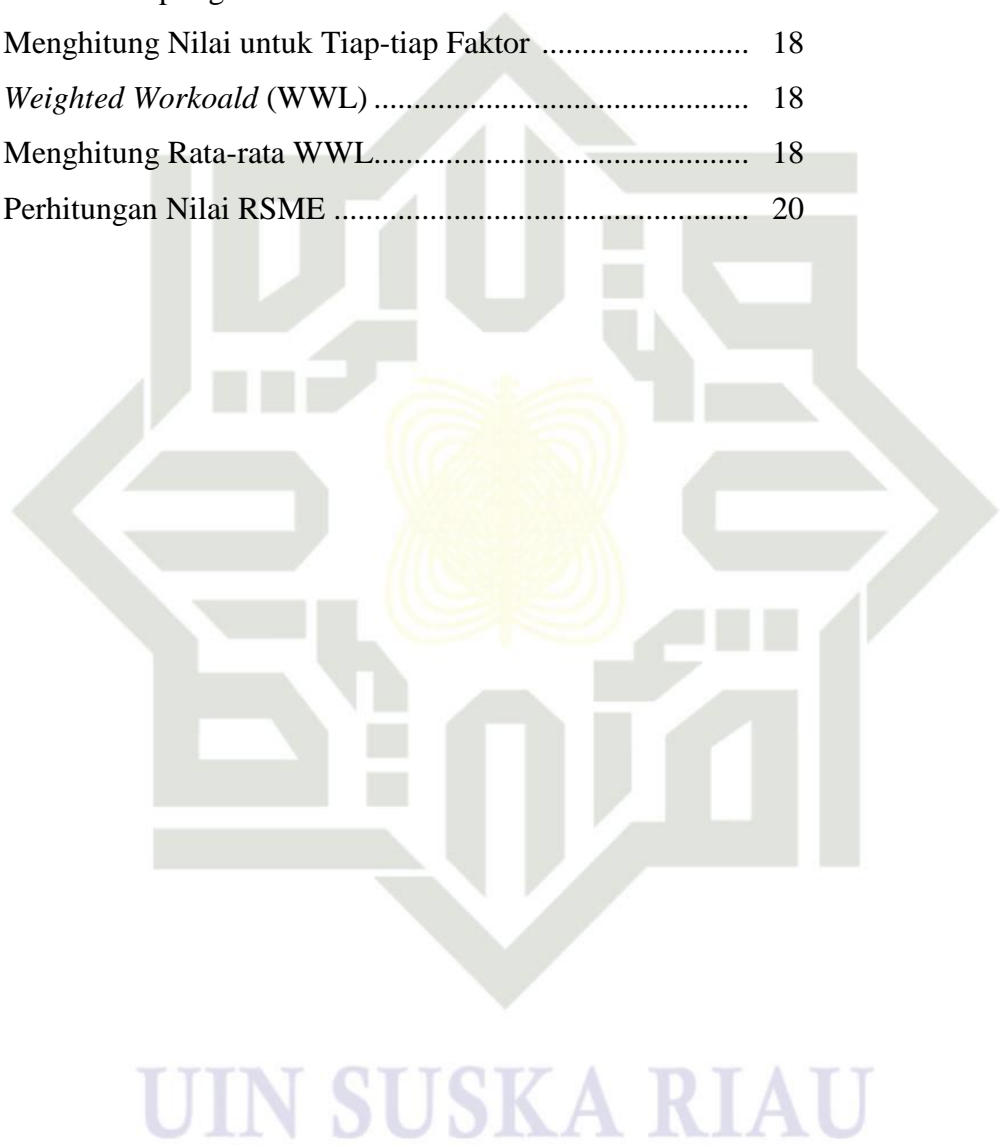 Menghitung Nilai untuk Tiap-tiap Faktor ........................ 18
Weighted Workoald (WWL) ........................................... 18
Menghitung Rata-rata WWL........................................... 18
Perhitungan Nilai RSME ................................................ 20
UIN SUSKA RIAU